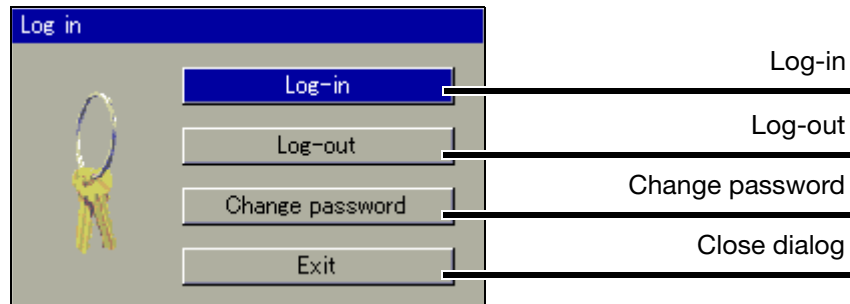 Log in
Log-in
Log-in
Log-out
Log-out
Change password
Change password
Exit
Close dialog